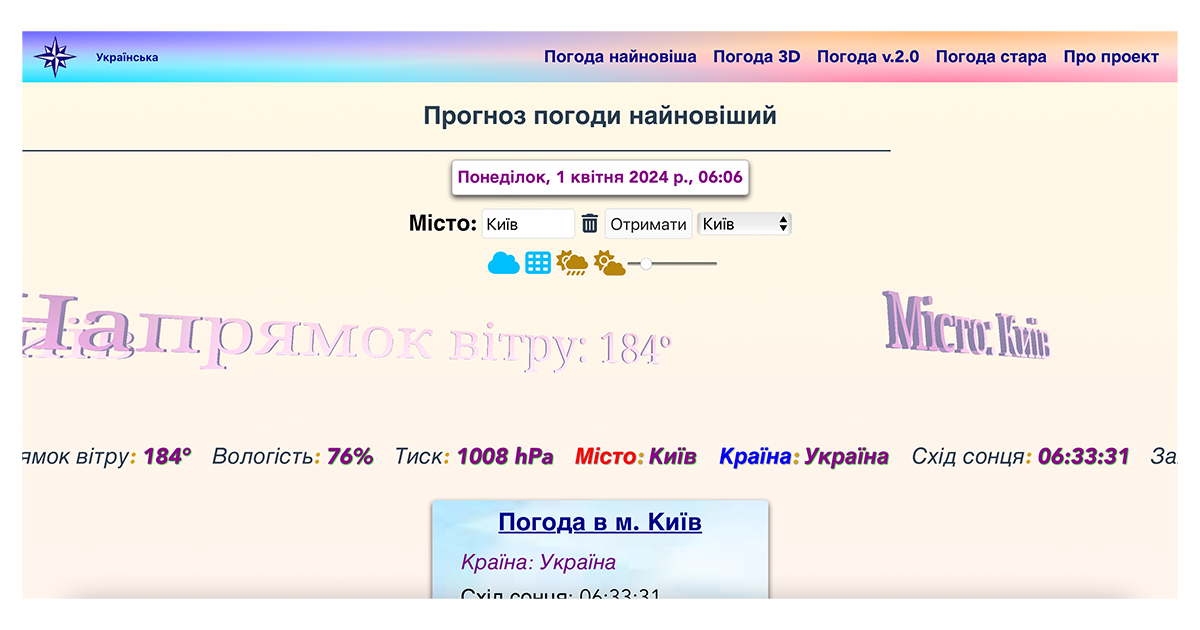 Українська Погода найновіша Погода 3D Погода v.2.0 Погода стара Про проект
Прогноз погоди найновіший
Понеділок, 1 квітня 2024 р., 06:06
Місто: Київ Отримати Київ
Напрямок вітру: 184° Місто: Київ
ямок вітру: 184° Вологість: 76% Тиск: 1008 hPa Місто: Київ Країна: Україна Схід сонця: 06:33:31 За
Погода в м. Київ
Країна: Україна
Схід сонця: 06:33:31